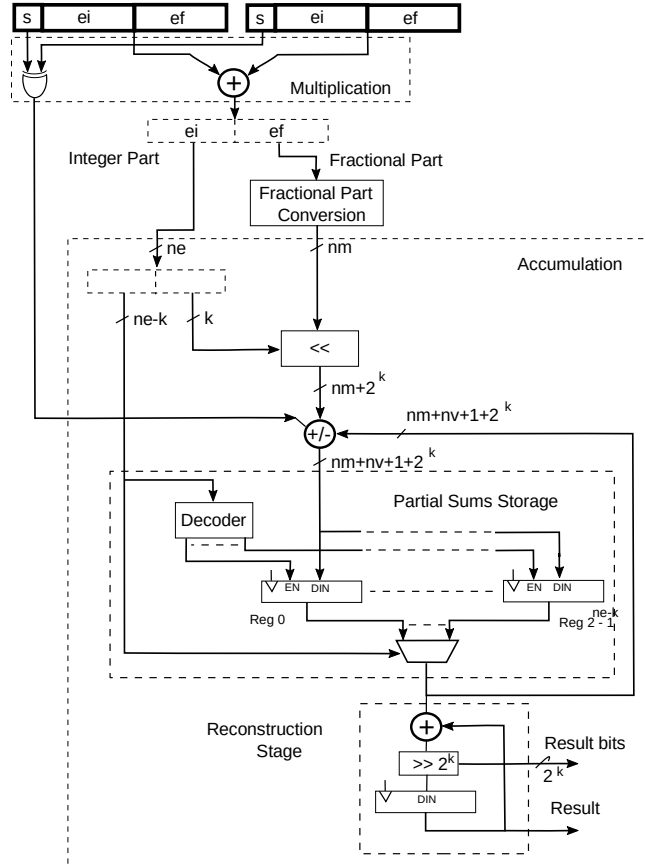 s ei ef s ei ef
+
Multiplication
ei ef
Integer Part
Fractional Part
Fractional Part
Conversion
ne
nm
Accumulation
ne-k
k
<<
nm+2^k
nm+nv+1+2^k
+/-
nm+nv+1+2^k
Partial Sums Storage
Decoder
EN DIN
EN DIN
Reg 0
Reg 2^ne-k - 1
Reconstruction
Stage
+
>> 2^k
Result bits
2^k
DIN
Result